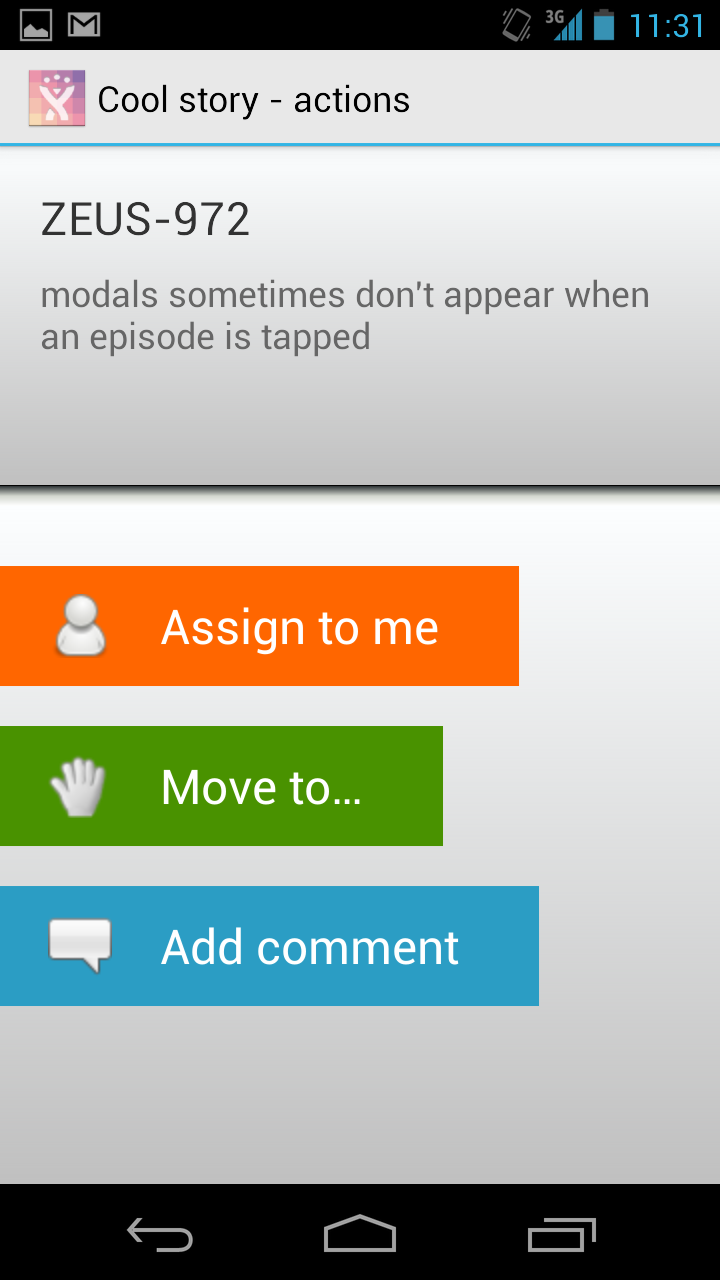 3G 11:31
Cool story - actions
ZEUS-972
modals sometimes don't appear when
an episode is tapped
Assign to me
Move to...
Add comment